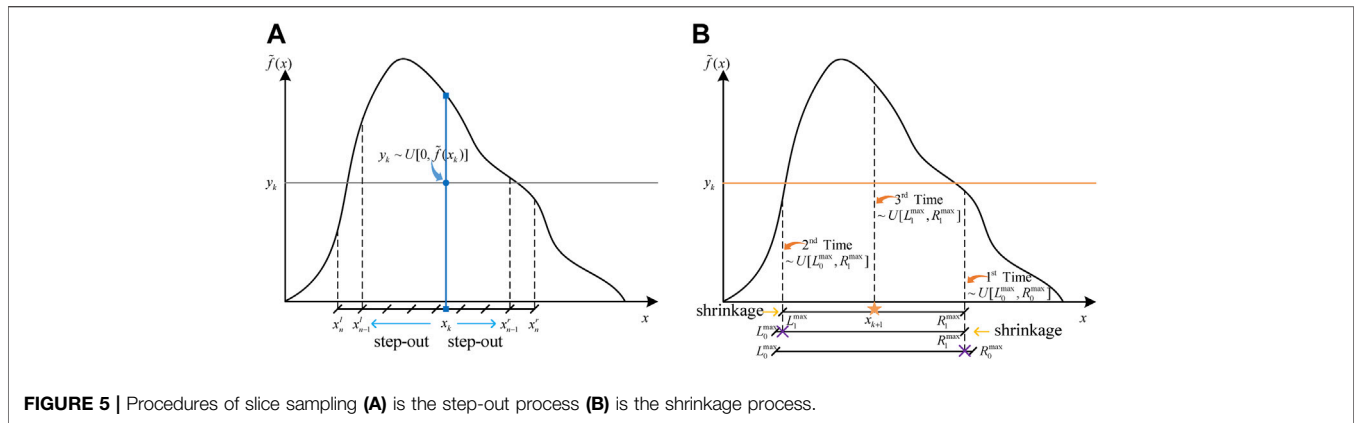 A
f̃(x)
y_k ~ U[0, f̃(x_k)]
y_k
x
x_n^l x_{n-1}^l x_k x_{n-1}^r x_n^r
step-out step-out
B
f̃(x)
y_k
3rd Time
~ U[L_1^max, R_1^max]
2nd Time
~ U[L_0^max, R_1^max]
1st Time
~ U[L_0^max, R_0^max]
x
shrinkage L_1^max x_{k+1} R_1^max
L_0^max R_1^max shrinkage
L_0^max R_0^max
FIGURE 5 | Procedures of slice sampling (A) is the step-out process (B) is the shrinkage process.